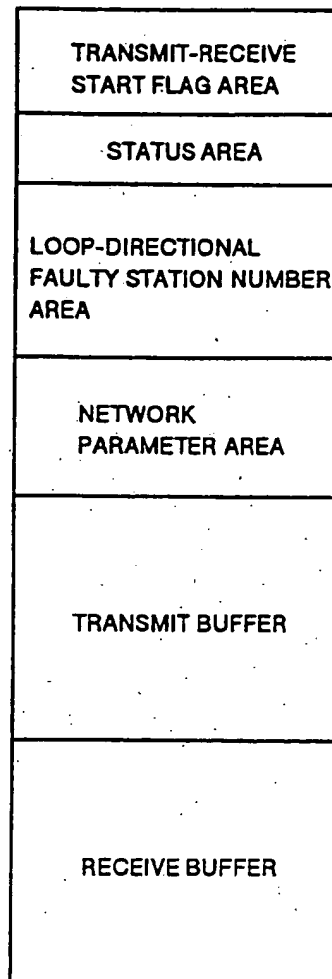 TRANSMIT-RECEIVE
START FLAG AREA
STATUS AREA
LOOP-DIRECTIONAL
FAULTY STATION NUMBER
AREA
NETWORK
PARAMETER AREA
TRANSMIT BUFFER
RECEIVE BUFFER